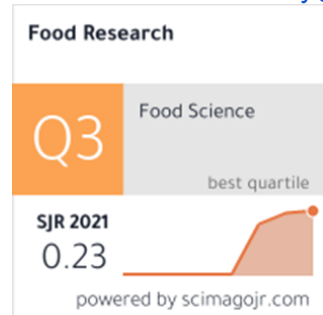 Food Research
Q3
Food Science
best quartile
SJR 2021
0.23
powered by scimagojr.com